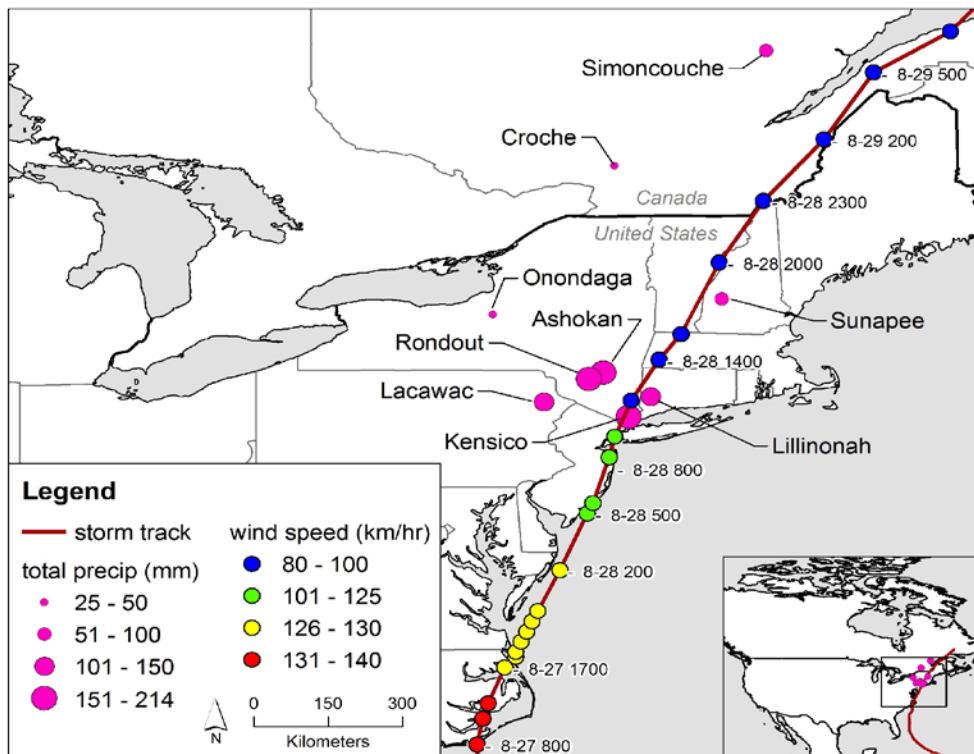 Simoncouche
8-29 500
Croche
8-29 200
Canada
8-28 2300
United States
8-28 2000
Onondaga
Ashokan
Sunapee
Rondout
8-28 1400
Lacawac
Kensico
Lillinonah
8-28 800
8-28 500
8-28 200
8-27 1700
8-27 800
Legend
storm track
total precip (mm)
25 - 50
51 - 100
101 - 150
151 - 214
wind speed (km/hr)
80 - 100
101 - 125
126 - 130
131 - 140
N
0 150 300
Kilometers